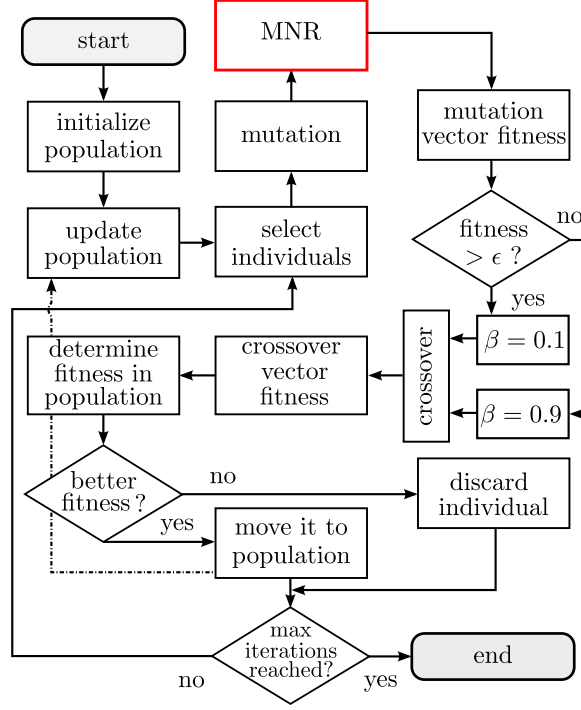 start
MNR
initialize
population
mutation
mutation
vector fitness
update
population
select
individuals
fitness
> ϵ ?
no
yes
β = 0.1
crossover
β = 0.9
crossover
vector
fitness
determine
fitness in
population
better
fitness?
no
yes
discard
individual
move it to
population
max
iterations
reached?
no
yes
end